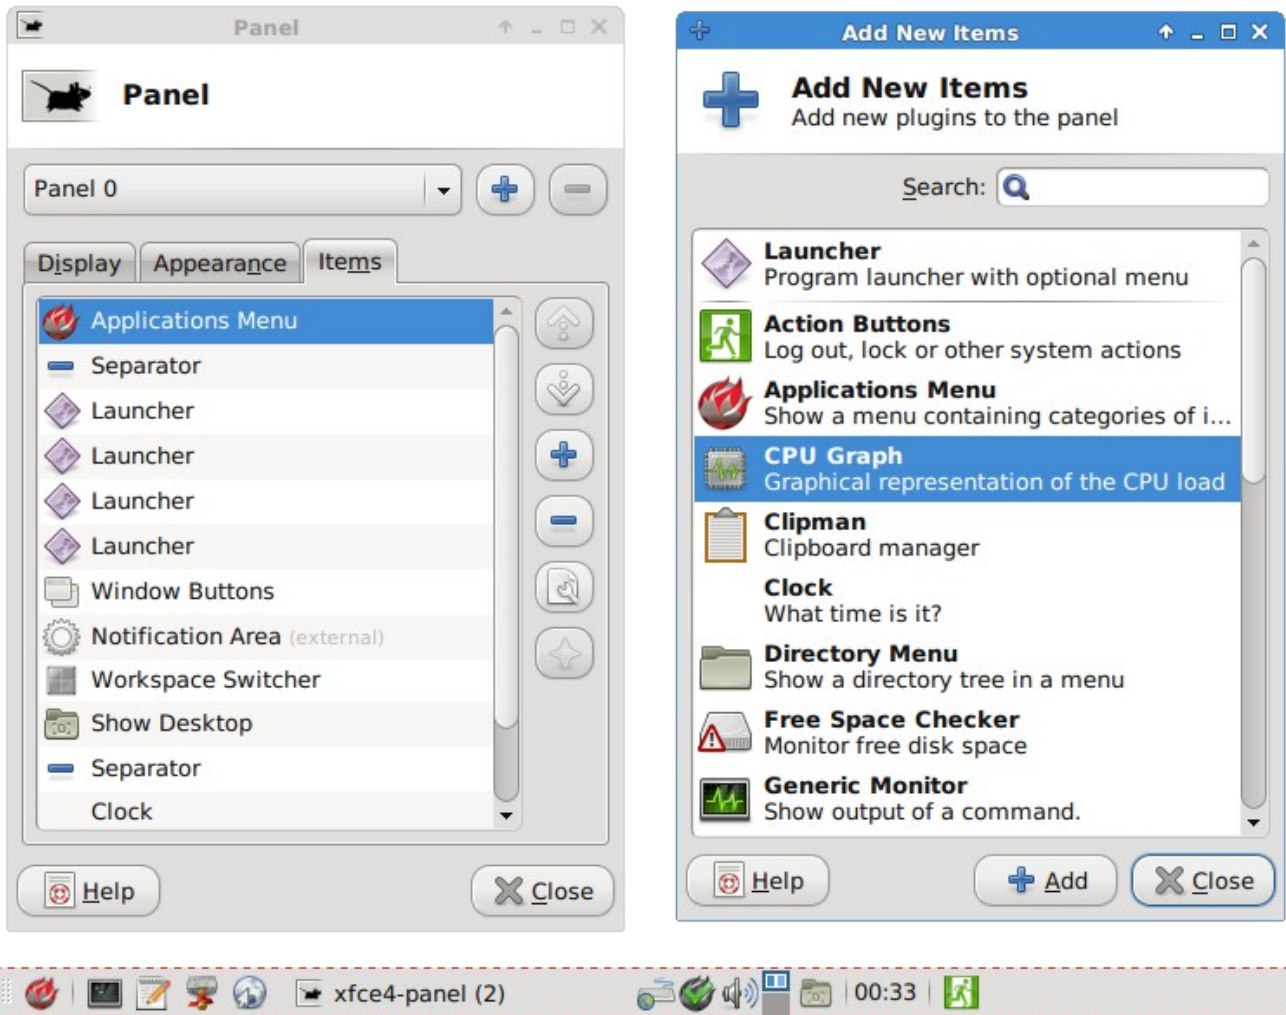 Panel
Panel
Panel 0
Display Appearance Items
Applications Menu
Separator
Launcher
Launcher
Launcher
Launcher
Window Buttons
Notification Area (external)
Workspace Switcher
Show Desktop
Separator
Clock
Help Close
Add New Items
Add New Items
Add new plugins to the panel
Search:
Launcher
Program launcher with optional menu
Action Buttons
Log out, lock or other system actions
Applications Menu
Show a menu containing categories of i...
CPU Graph
Graphical representation of the CPU load
Clipman
Clipboard manager
Clock
What time is it?
Directory Menu
Show a directory tree in a menu
Free Space Checker
Monitor free disk space
Generic Monitor
Show output of a command.
Help Add Close
xfce4-panel (2) 00:33